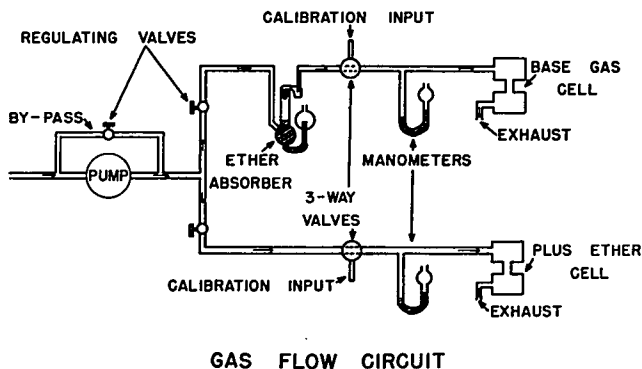 CALIBRATION INPUT
REGULATING VALVES
BY-PASS
PUMP
ETHER
ABSORBER
MANOMETERS
BASE GAS
CELL
EXHAUST
3-WAY
VALVES
CALIBRATION INPUT
PLUS ETHER
CELL
EXHAUST
GAS FLOW CIRCUIT